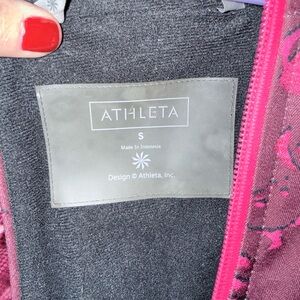 ATHLETA
S
Made In Indonesia
Design © Athleta, Inc.